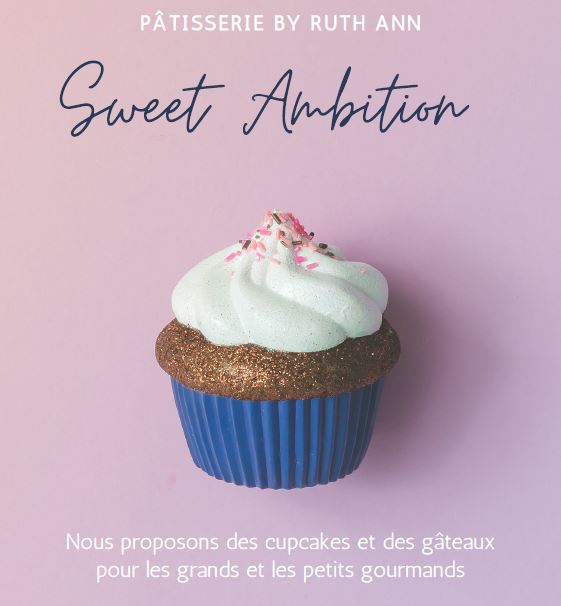 PÂTISSERIE BY RUTH ANN
Sweet Ambition
Nous proposons des cupcakes et des gâteaux
pour les grands et les petits gourmands